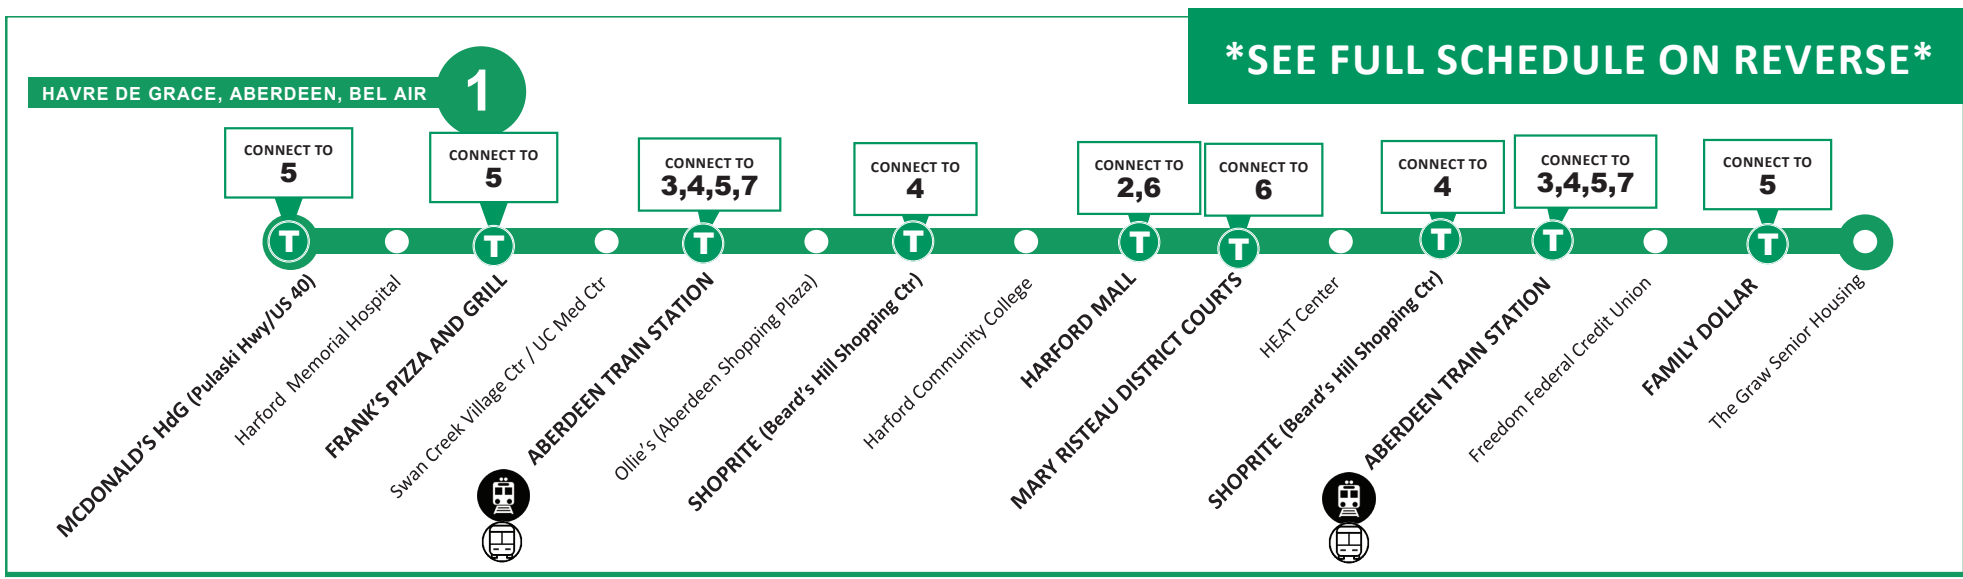 *SEE FULL SCHEDULE ON REVERSE*
HAVRE DE GRACE, ABERDEEN, BEL AIR
1
CONNECT TO
5
CONNECT TO
5
CONNECT TO
3,4,5,7
CONNECT TO
4
CONNECT TO
2,6
CONNECT TO
6
CONNECT TO
4
CONNECT TO
3,4,5,7
CONNECT TO
5
T
T
T
T
T
T
T
T
T
MCDONALD'S HdG (Pulaski Hwy/US 40)
Harford Memorial Hospital
FRANK'S PIZZA AND GRILL
Swan Creek Village Ctr / UC Med Ctr
ABERDEEN TRAIN STATION
Ollie's (Aberdeen Shopping Plaza)
SHOPRITE (Beard's Hill Shopping Ctr)
Harford Community College
HARFORD MALL
MARY RISTEAU DISTRICT COURTS
HEAT Center
SHOPRITE (Beard's Hill Shopping Ctr)
ABERDEEN TRAIN STATION
Freedom Federal Credit Union
FAMILY DOLLAR
The Graw Senior Housing